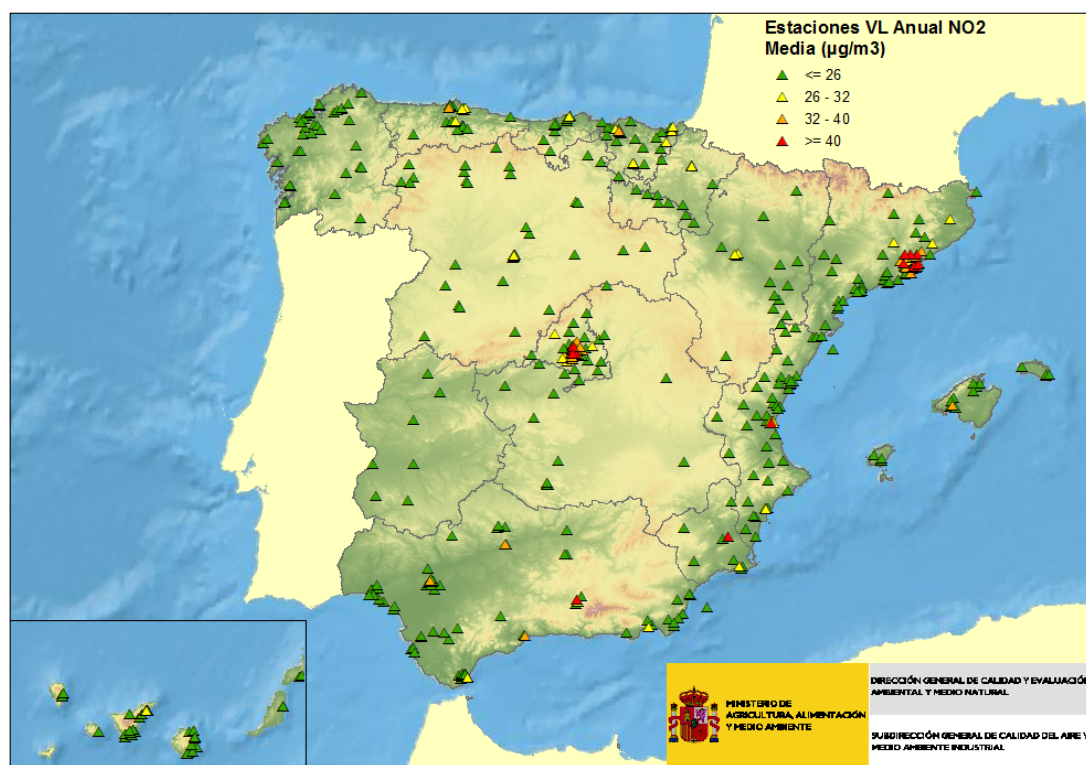 Estaciones VL Anual NO2
Media (µg/m3)
<= 26
26 - 32
32 - 40
>= 40
MINISTERIO DE
AGRICULTURA, ALIMENTACIÓN
Y MEDIO AMBIENTE
DIRECCIÓN GENERAL DE CALIDAD Y EVALUACIÓN
AMBIENTAL Y MEDIO NATURAL
SUBDIRECCIÓN GENERAL DE CALIDAD DEL AIRE Y
MEDIO AMBIENTE INDUSTRIAL